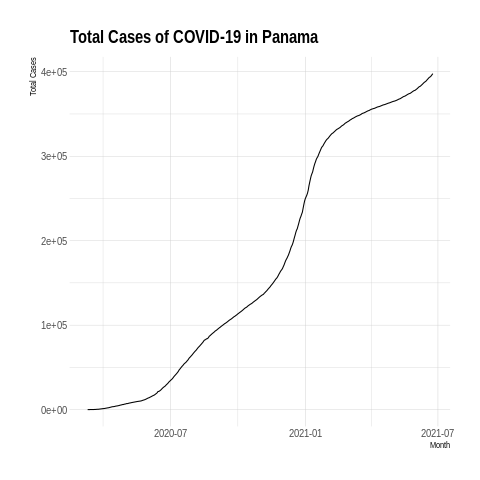 Total Cases of COVID-19 in Panama
Total Cases
4e+05
3e+05
2e+05
1e+05
0e+00
2020-07
2021-01
2021-07
Month